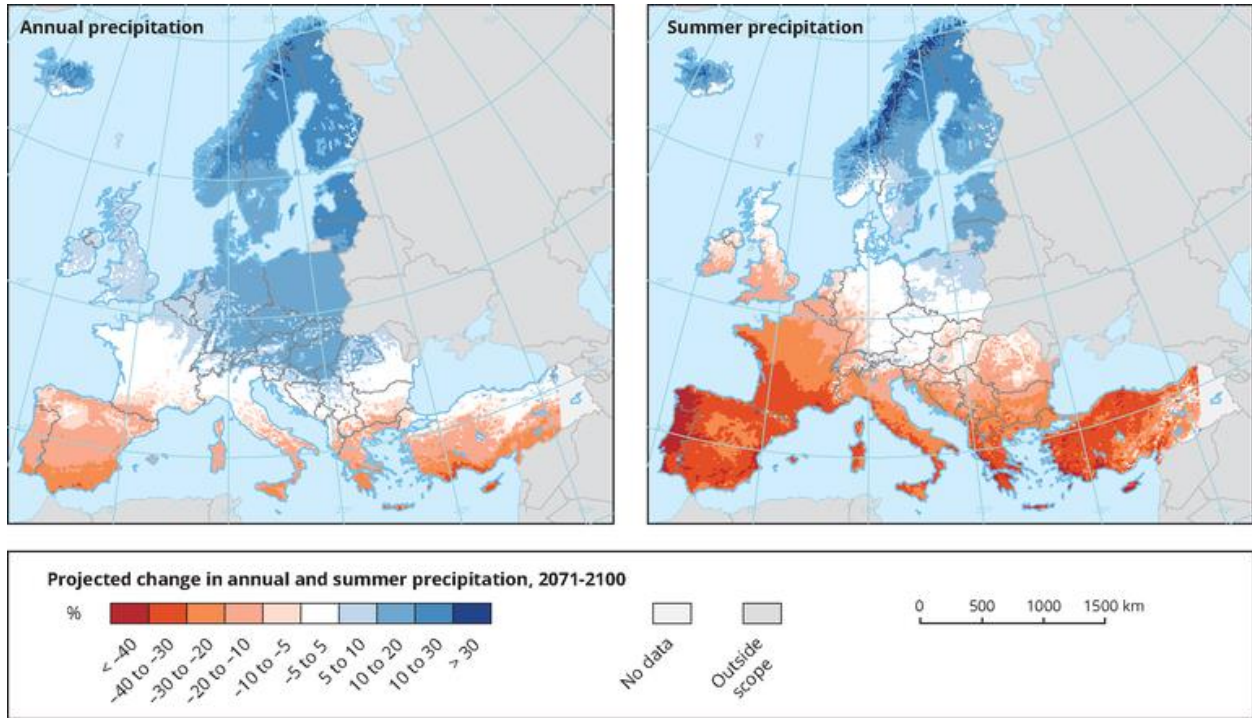 Annual precipitation
Summer precipitation
Projected change in annual and summer precipitation, 2071-2100
%
< -40
-40 to -30
-30 to -20
-20 to -10
-10 to -5
-5 to 5
5 to 10
10 to 20
10 to 30
> 30
No data
Outside
scope
0 500 1000 1500 km